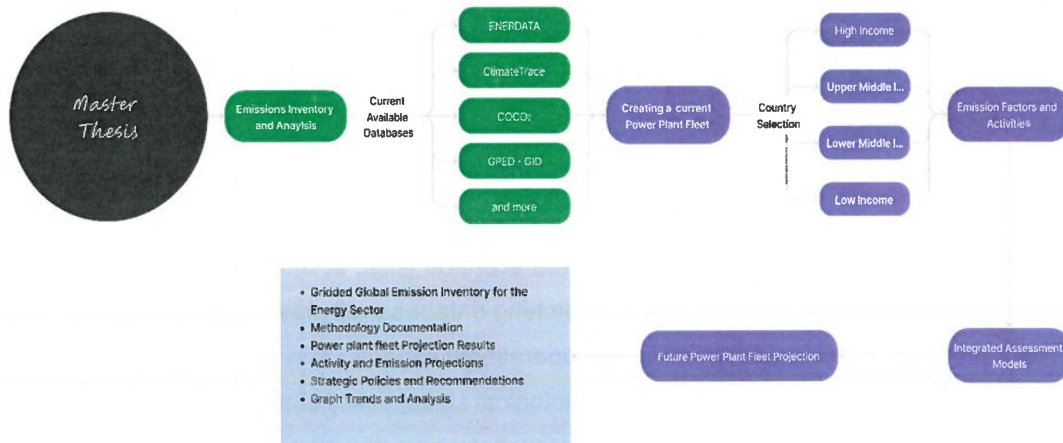 Master
Thesis
Emissions Inventory
and Anaylsis
Current
Available
Databases
ENERDATA
ClimateTrace
COCO₂
GPED - GID
and more
Creating a current
Power Plant Fleet
Country
Selection
High Income
Upper Middle I...
Lower Middle I...
Low Income
Emission Factors and
Activities
Integrated Assessment
Models
Future Power Plant Fleet Projection
• Gridded Global Emission Inventory for the
Energy Sector
• Methodology Documentation
• Power plant fleet Projection Results
• Activity and Emission Projections
• Strategic Policies and Recommendations
• Graph Trends and Analysis